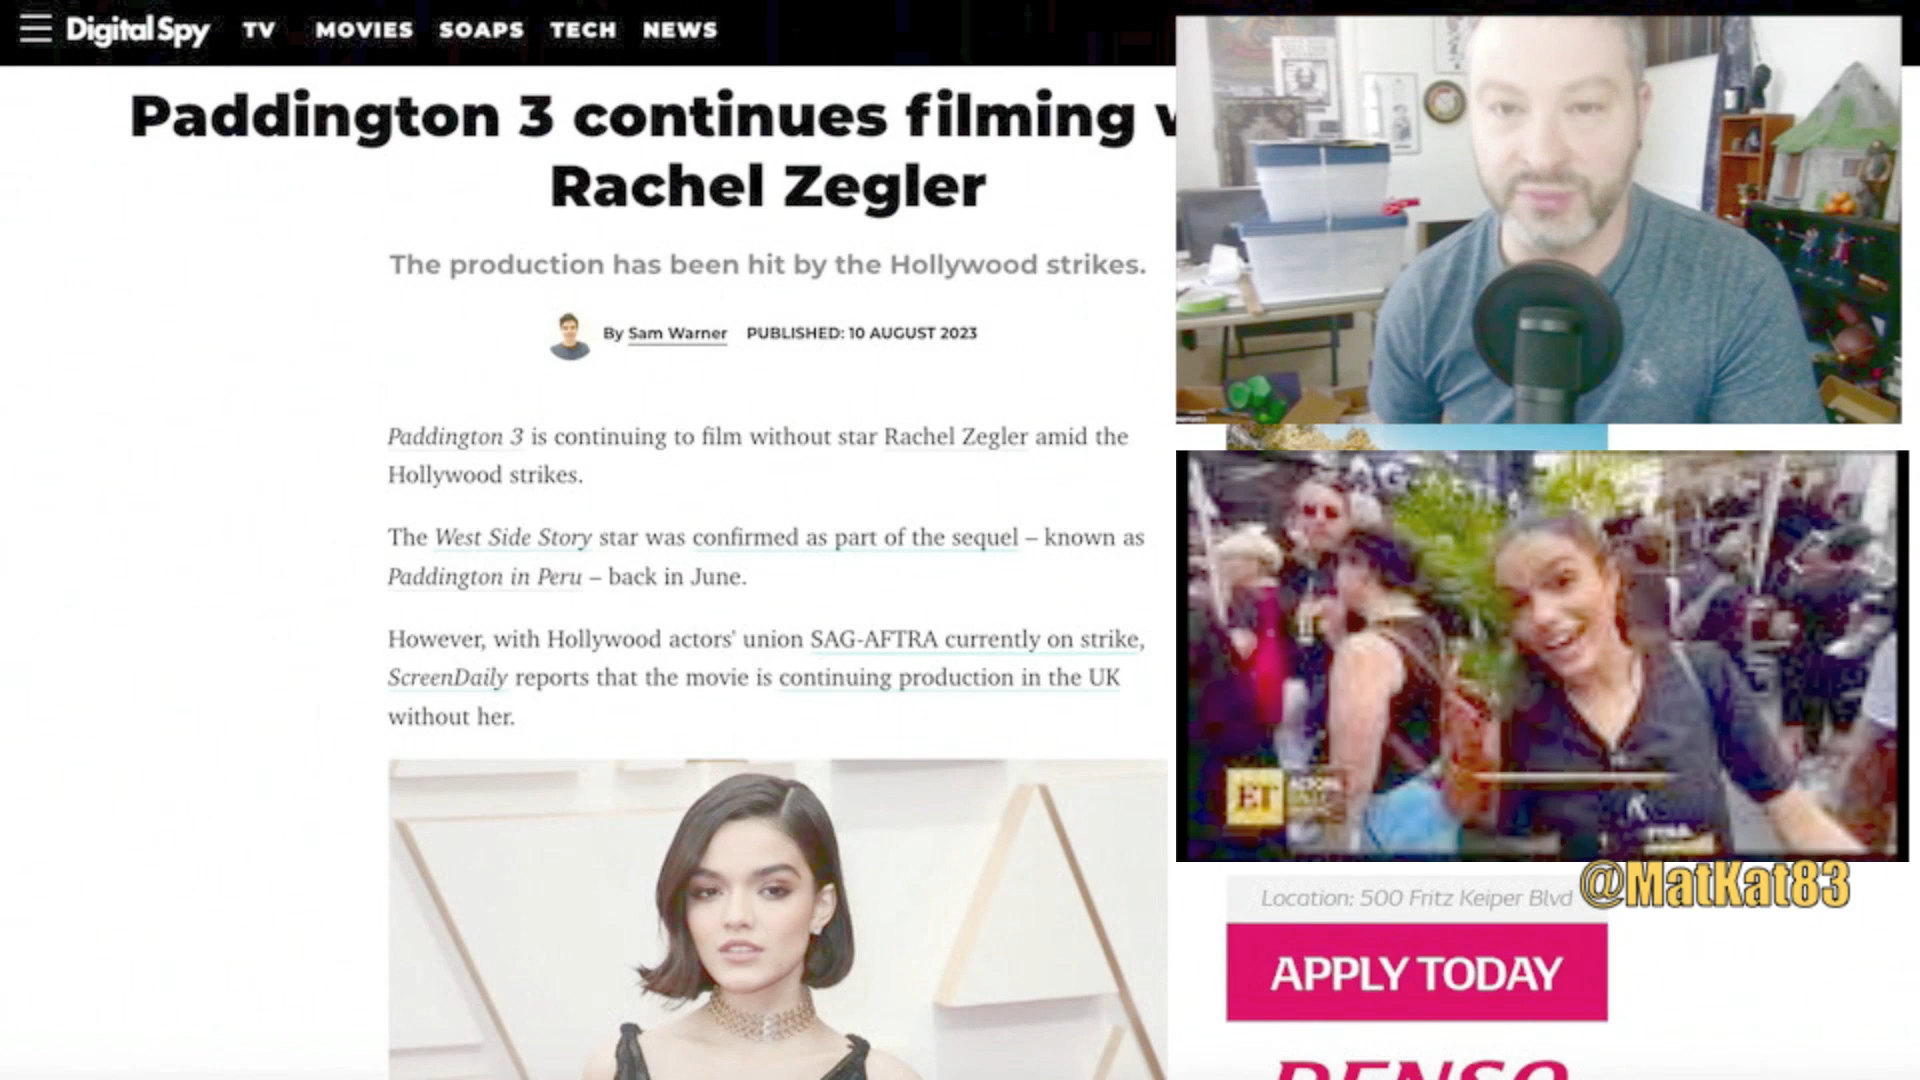 Digital Spy TV MOVIES SOAPS TECH NEWS
Paddington 3 continues filming
Rachel Zegler
The production has been hit by the Hollywood strikes.
By Sam Warner PUBLISHED: 10 AUGUST 2023
Paddington 3 is continuing to film without star Rachel Zegler amid the
Hollywood strikes.
The West Side Story star was confirmed as part of the sequel – known as
Paddington in Peru – back in June.
However, with Hollywood actors' union SAG-AFTRA currently on strike,
ScreenDaily reports that the movie is continuing production in the UK
without her.
ET
@MatKat83
Location: 500 Fritz Keiper Blvd
APPLY TODAY
DENSO